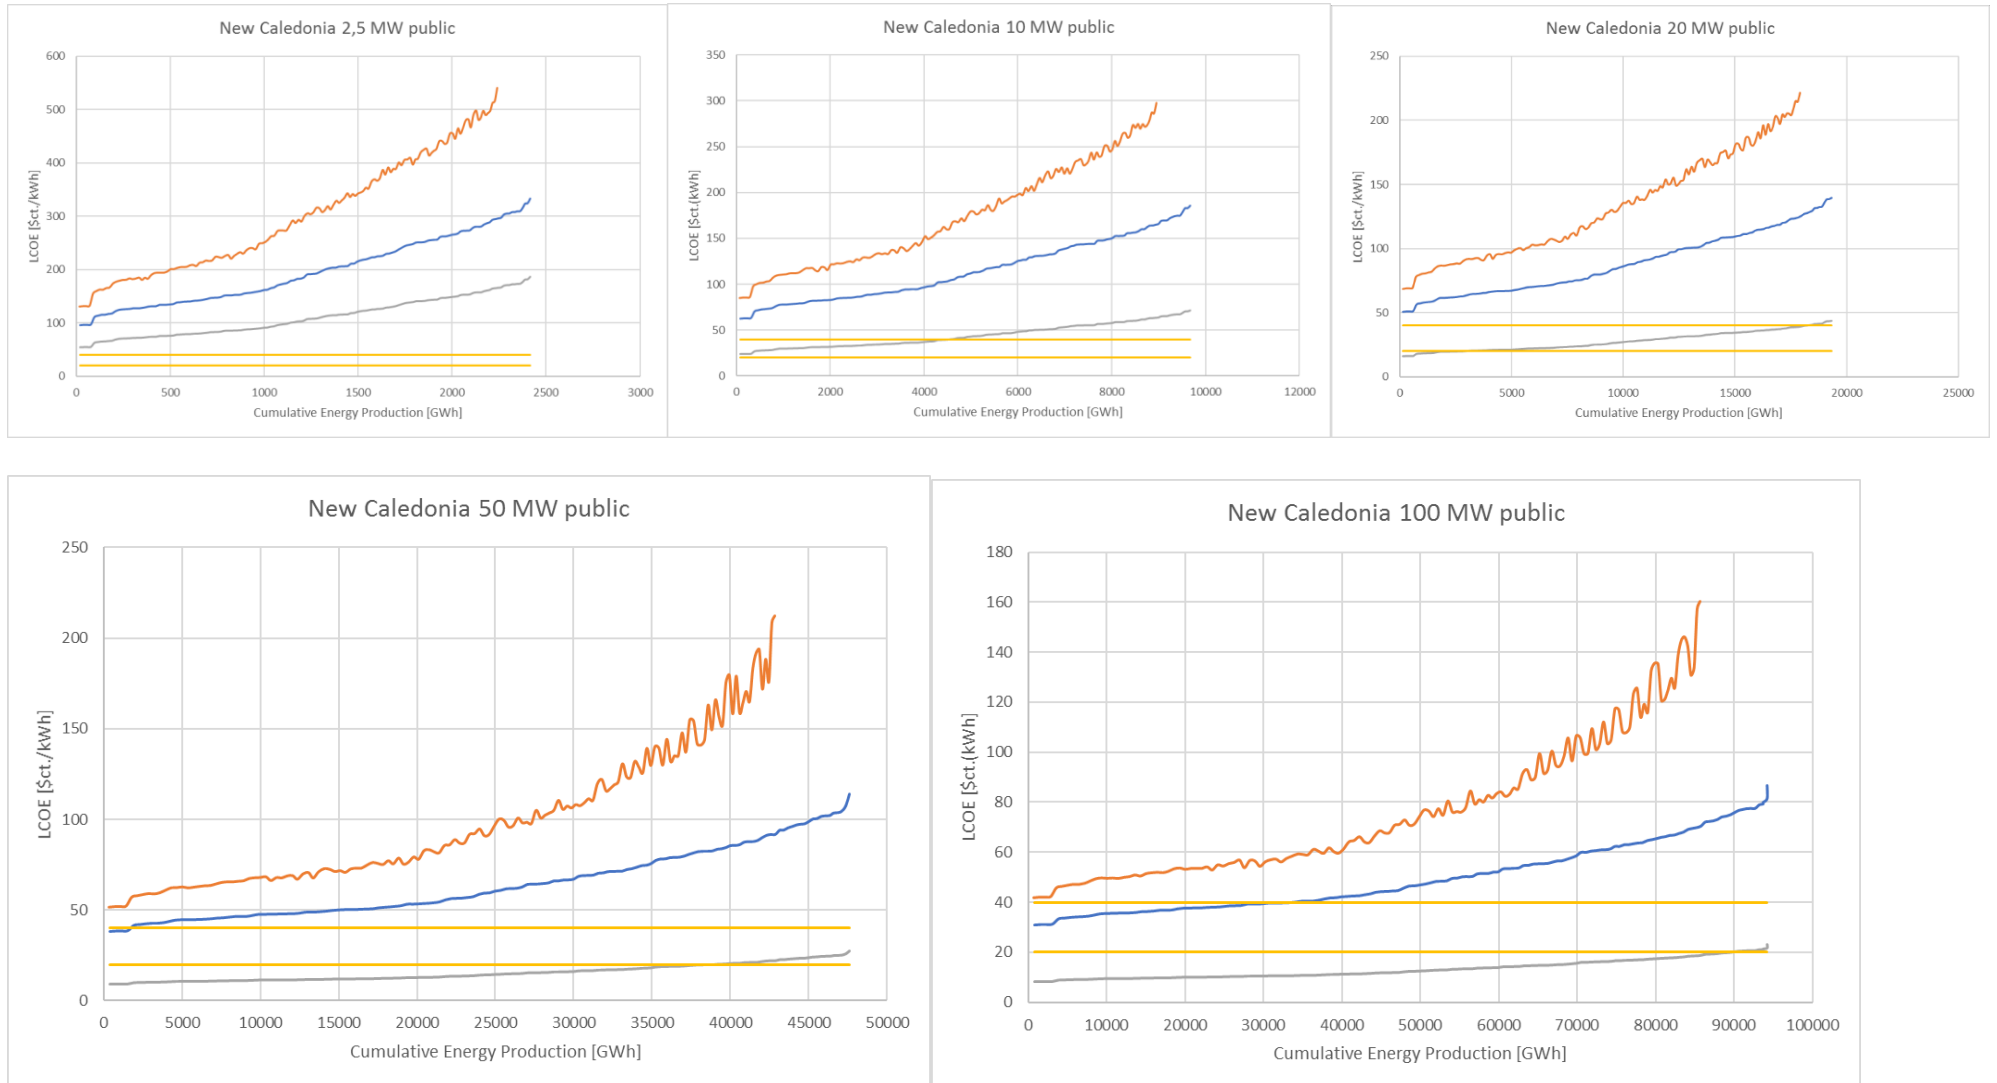 New Caledonia 2,5 MW public
600
500
400
300
200
100
0
LCOE [$ct./kWh]
0 500 1000 1500 2000 2500 3000
Cumulative Energy Production [GWh]
New Caledonia 10 MW public
350
300
250
200
150
100
50
0
LCOE [$ct.(kWh]
0 2000 4000 6000 8000 10000 12000
Cumulative Energy Production [GWh]
New Caledonia 20 MW public
250
200
150
100
50
0
LCOE [$ct./kWh]
0 5000 10000 15000 20000 25000
Cumulative Energy Production [GWh]
New Caledonia 50 MW public
250
200
150
100
50
0
LCOE [$ct./kWh]
0 5000 10000 15000 20000 25000 30000 35000 40000 45000 50000
Cumulative Energy Production [GWh]
New Caledonia 100 MW public
180
160
140
120
100
80
60
40
20
0
LCOE [$ct.(kWh]
0 10000 20000 30000 40000 50000 60000 70000 80000 90000 100000
Cumulative Energy Production [GWh]